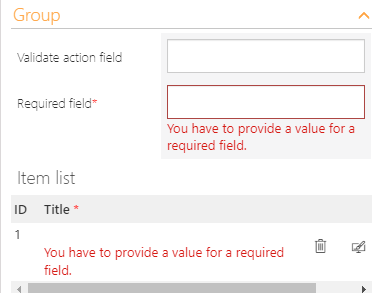 Group
Validate action field
Required field*
You have to provide a value for a
required field.
Item list
ID Title *
1
You have to provide a value for a required
field.